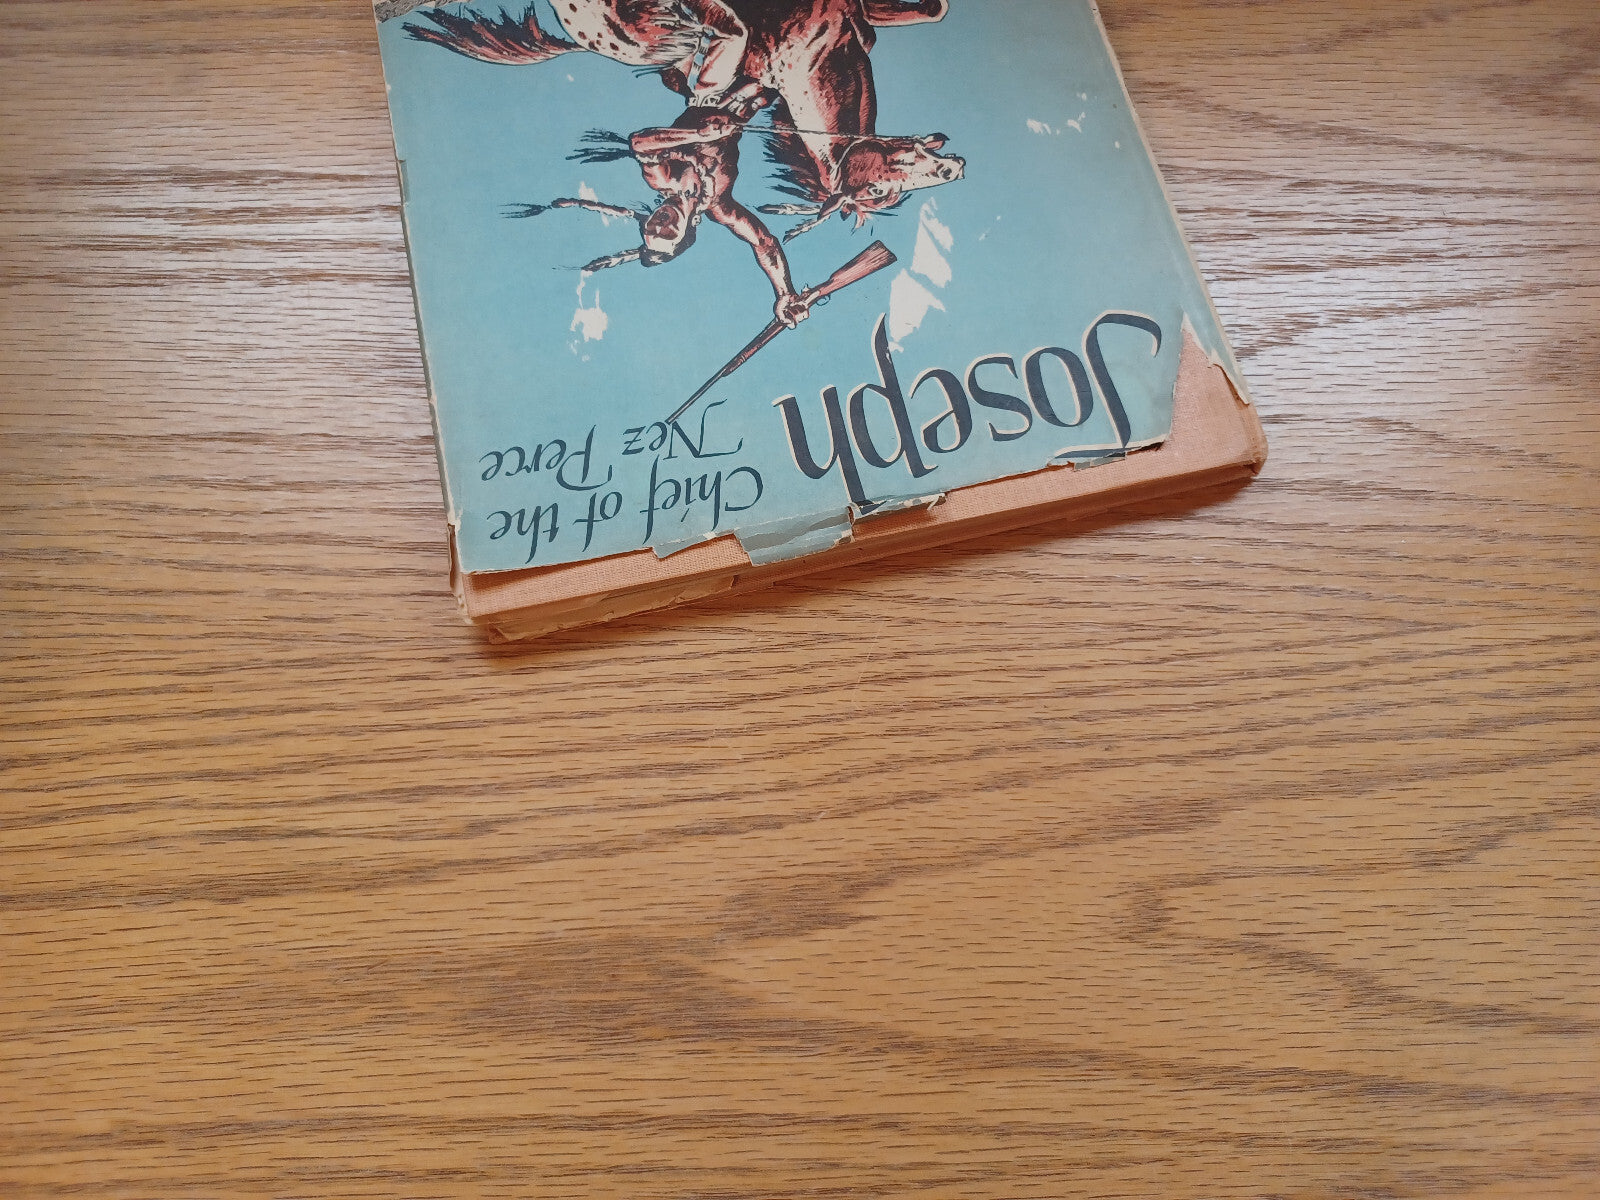 Joseph
Chief of the
Nez Perce